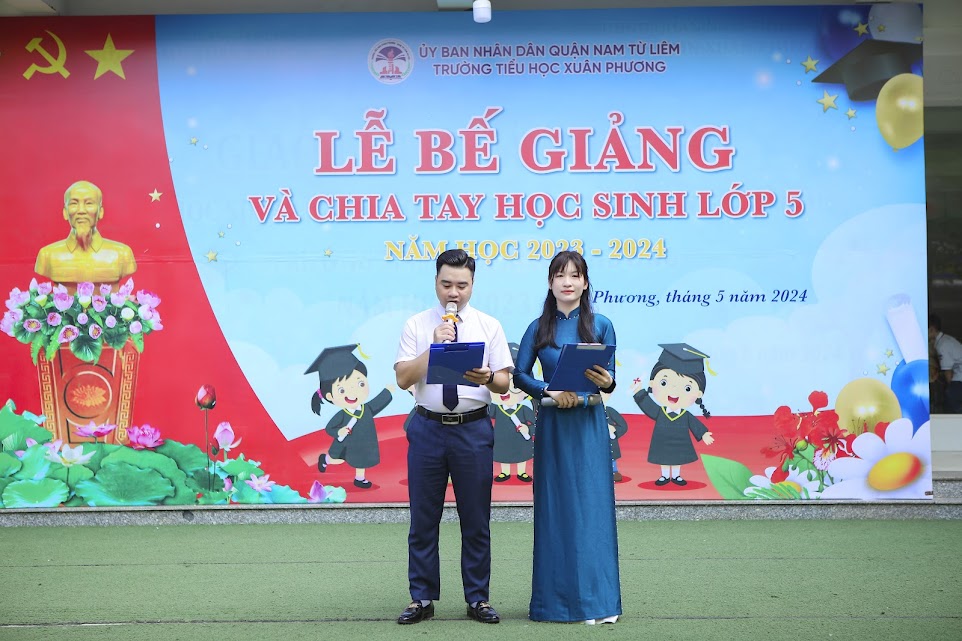 ỦY BAN NHÂN DÂN QUẬN NAM TỪ LIÊM
TRƯỜNG TIỂU HỌC XUÂN PHƯƠNG
LỄ BẾ GIẢNG
VÀ CHIA TAY HỌC SINH LỚP 5
NĂM HỌC 2023 - 2024
Phương, tháng 5 năm 2024